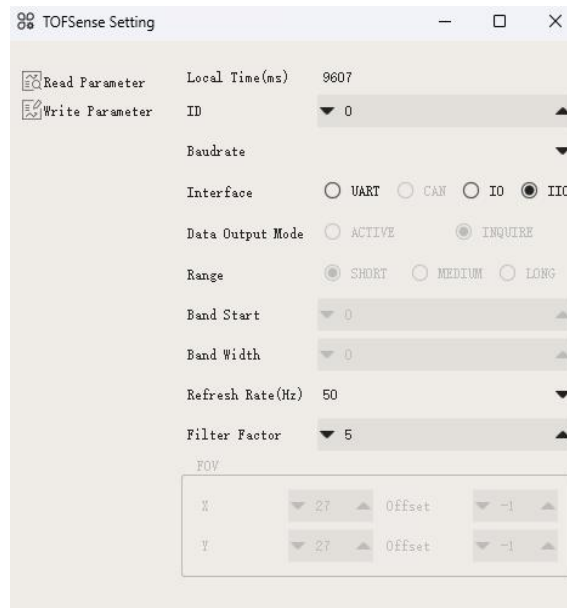 TOFSense Setting
Read Parameter
Write Parameter
Local Time(ms) 9607
ID 0
Baudrate
Interface UART CAN IO IIC
Data Output Mode ACTIVE INQUIRE
Range SHORT MEDIUM LONG
Band Start 0
Band Width 0
Refresh Rate(Hz) 50
Filter Factor 5
FOV
X 27 Offset -1
Y 27 Offset -1